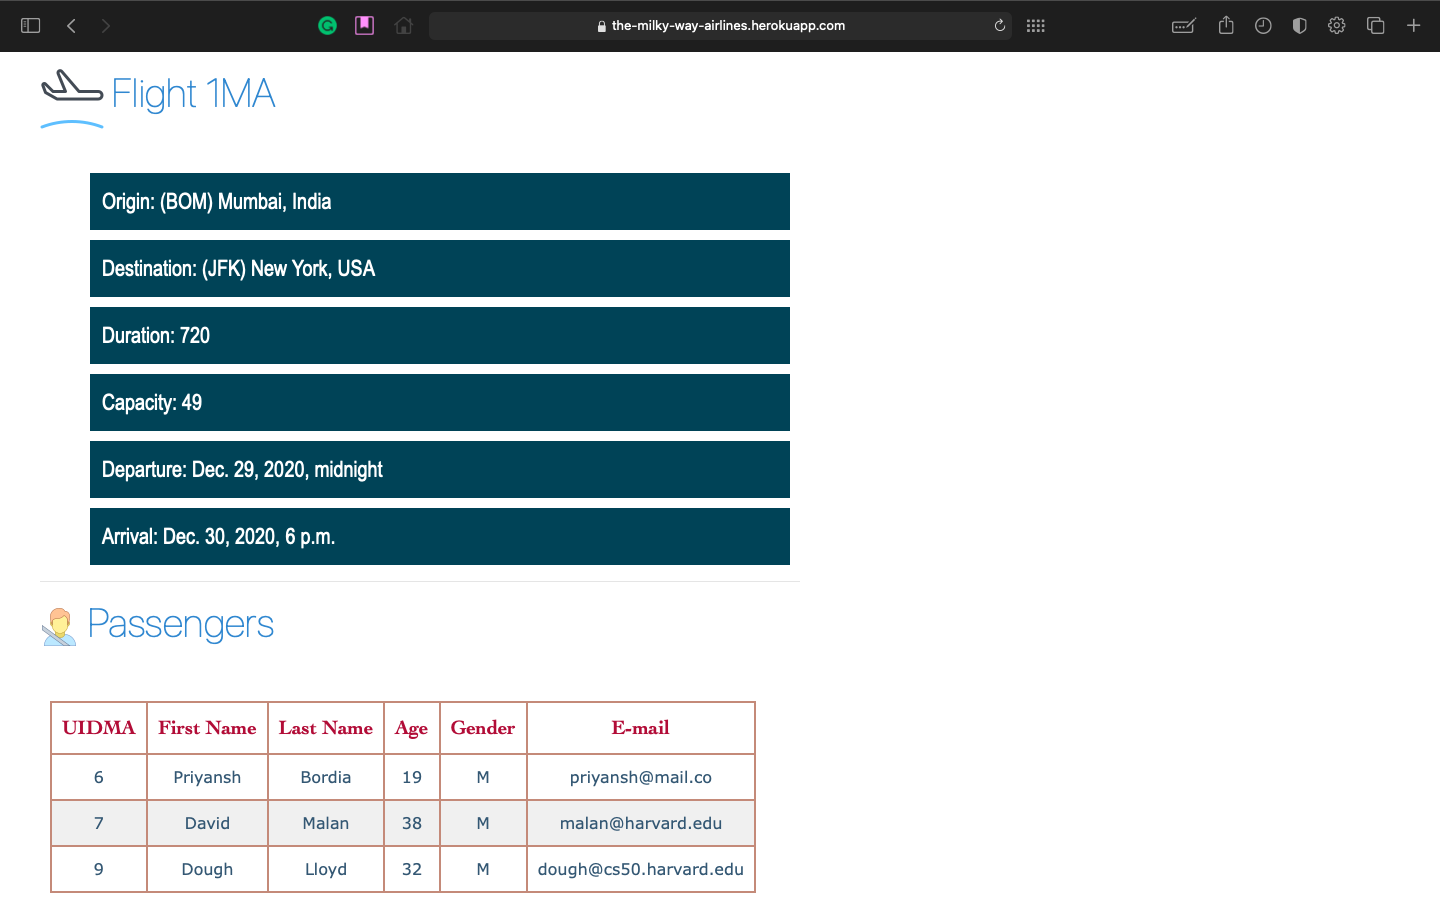 the-milky-way-airlines.herokuapp.com
Flight 1MA
Origin: (BOM) Mumbai, India
Destination: (JFK) New York, USA
Duration: 720
Capacity: 49
Departure: Dec. 29, 2020, midnight
Arrival: Dec. 30, 2020, 6 p.m.
Passengers
UIDMA First Name Last Name Age Gender E-mail
6 Priyansh Bordia 19 M priyansh@mail.co
7 David Malan 38 M malan@harvard.edu
9 Dough Lloyd 32 M dough@cs50.harvard.edu